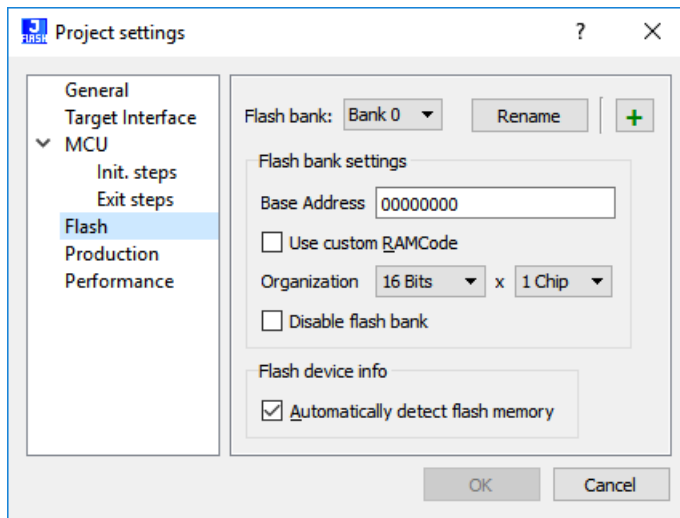 J FLASH Project settings ? X
General
Target Interface
MCU
Init. steps
Exit steps
Flash
Production
Performance
Flash bank: Bank 0 Rename +
Flash bank settings
Base Address 00000000
Use custom RAMCode
Organization 16 Bits x 1 Chip
Disable flash bank
Flash device info
Automatically detect flash memory
OK Cancel